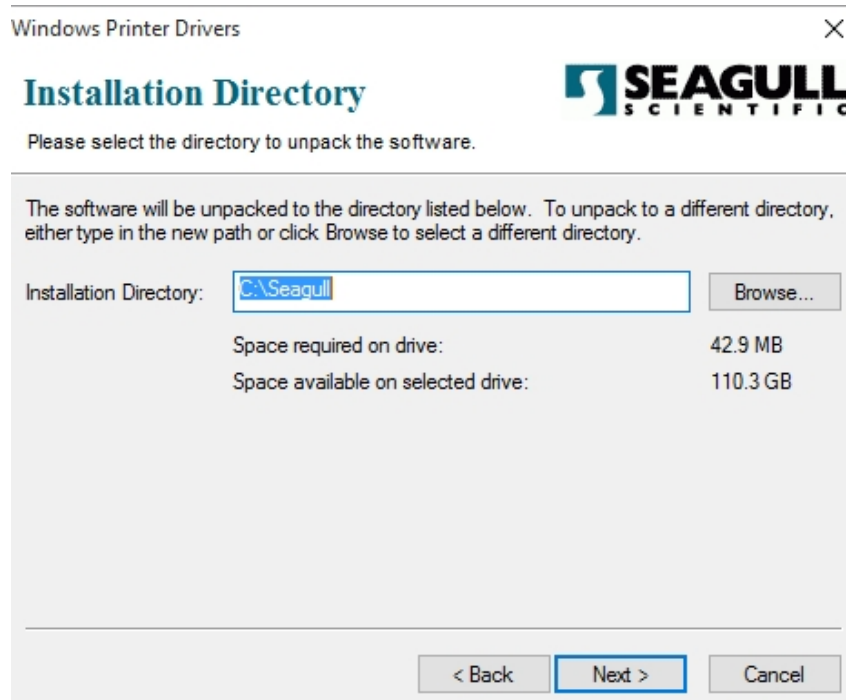 Windows Printer Drivers
Installation Directory
SEAGULL
SCIENTIFIC
Please select the directory to unpack the software.
The software will be unpacked to the directory listed below.  To unpack to a different directory,
either type in the new path or click Browse to select a different directory.
Installation Directory: C:\Seagull Browse...
Space required on drive: 42.9 MB
Space available on selected drive: 110.3 GB
< Back Next > Cancel